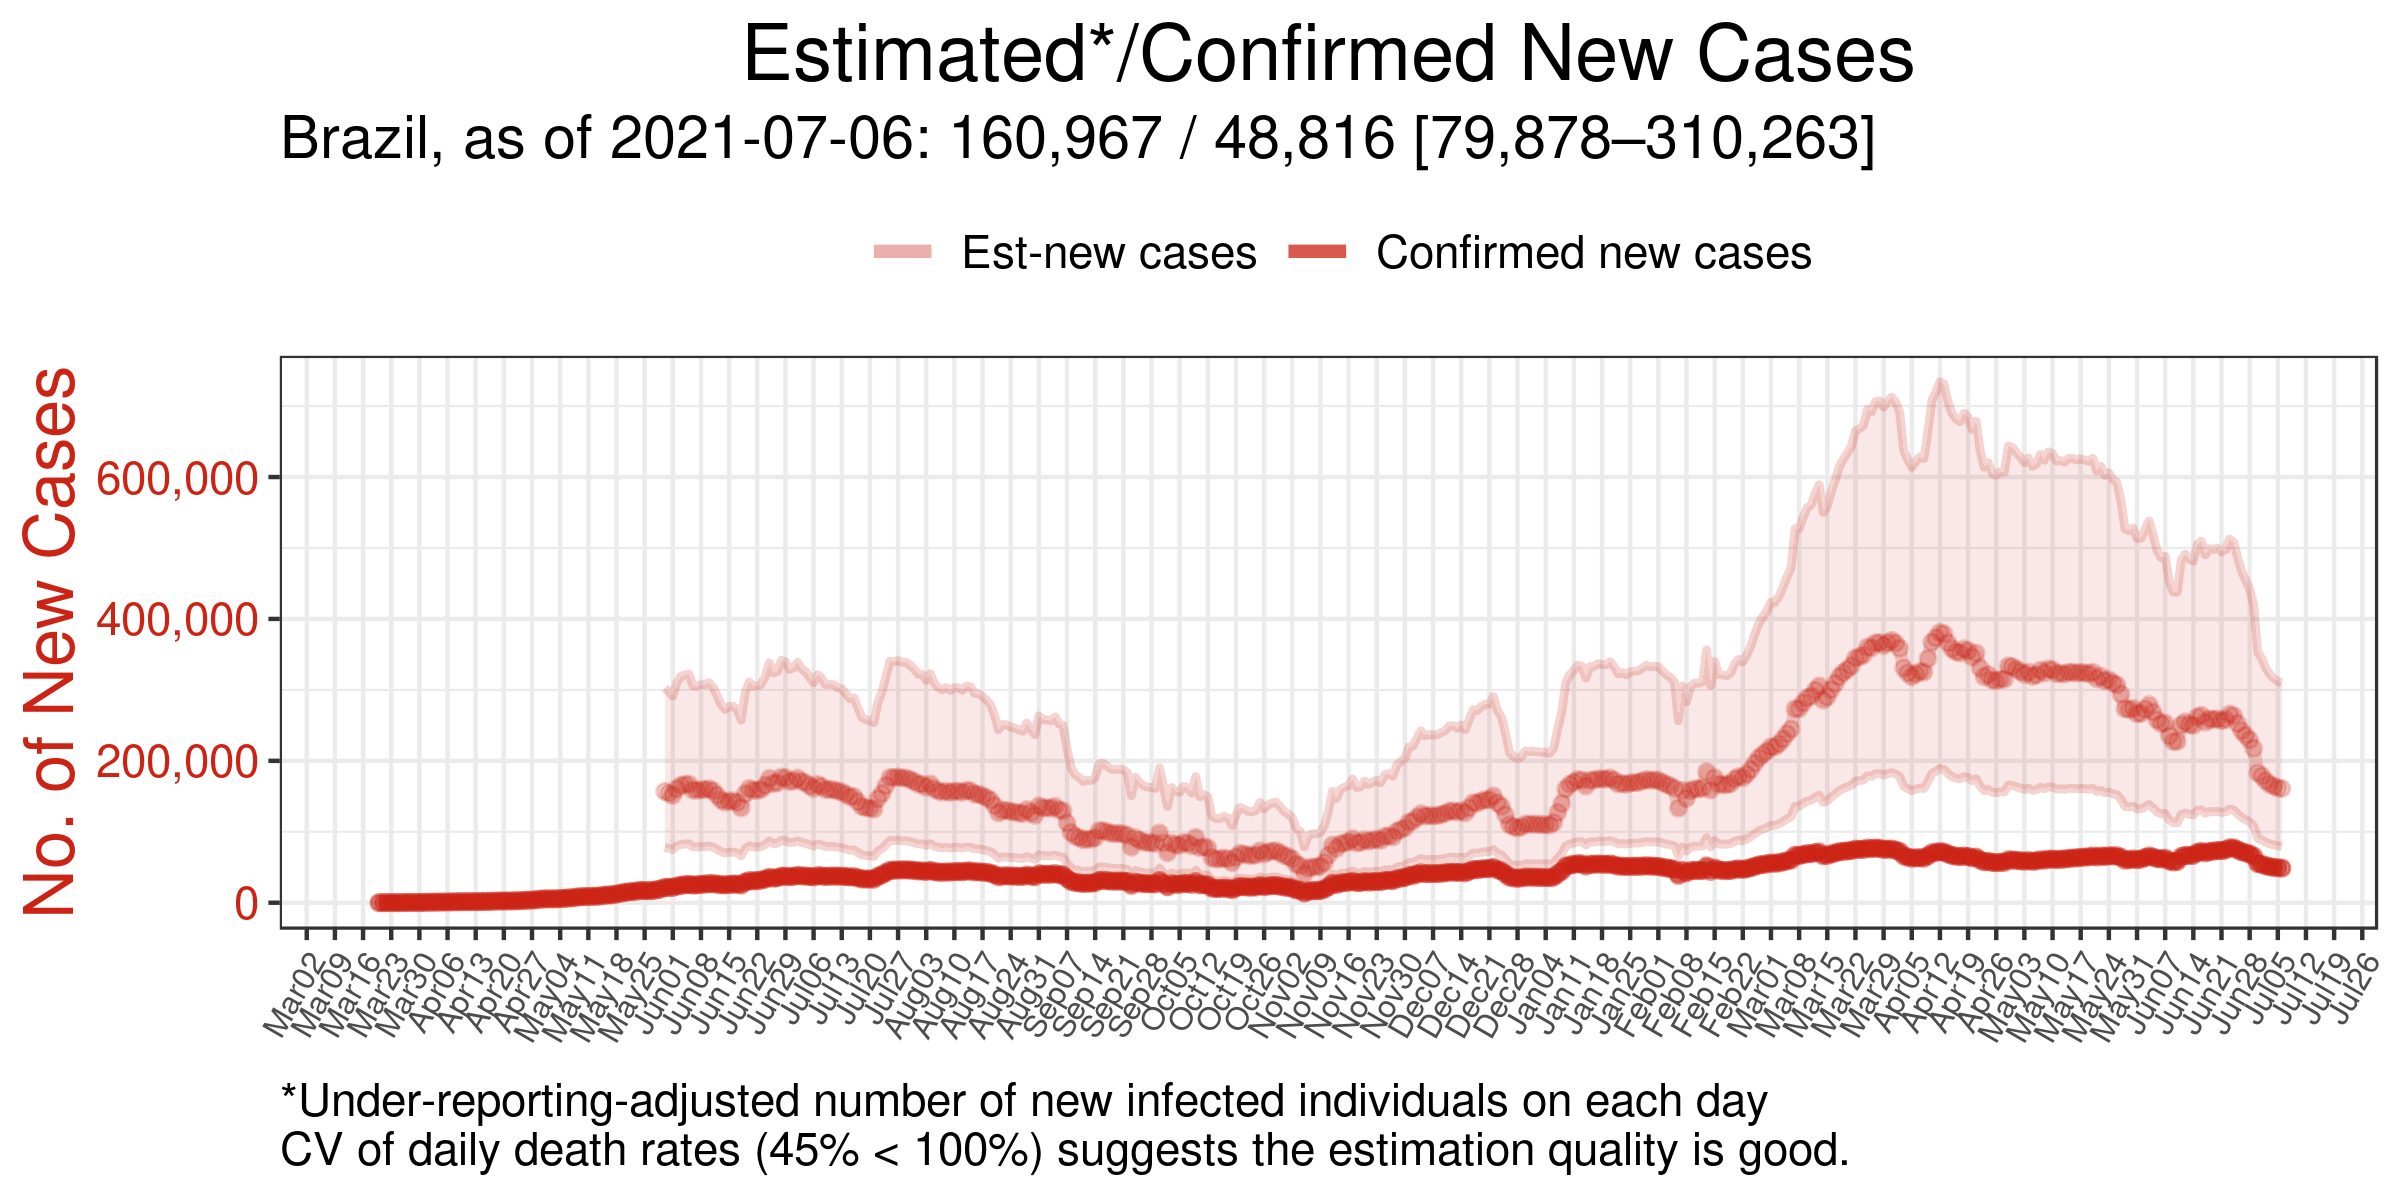 Estimated*/Confirmed New Cases
Brazil, as of 2021-07-06: 160,967 / 48,816 [79,878–310,263]
Est-new cases
Confirmed new cases
No. of New Cases
600,000
400,000
200,000
0
Mar02
Mar09
Mar16
Mar23
Mar30
Apr06
Apr13
Apr20
Apr27
May04
May11
May18
May25
Jun01
Jun08
Jun15
Jun22
Jun29
Jul06
Jul13
Jul20
Jul27
Aug03
Aug10
Aug17
Aug24
Aug31
Sep07
Sep14
Sep21
Sep28
Oct05
Oct12
Oct19
Oct26
Nov02
Nov09
Nov16
Nov23
Nov30
Dec07
Dec14
Dec21
Dec28
Jan04
Jan11
Jan18
Jan25
Feb01
Feb08
Feb15
Feb22
Mar01
Mar08
Mar15
Mar22
Mar29
Apr05
Apr12
Apr19
Apr26
May03
May10
May17
May24
May31
Jun07
Jun14
Jun21
Jun28
Jul05
Jul12
Jul19
Jul26
*Under-reporting-adjusted number of new infected individuals on each day
CV of daily death rates (45% < 100%) suggests the estimation quality is good.